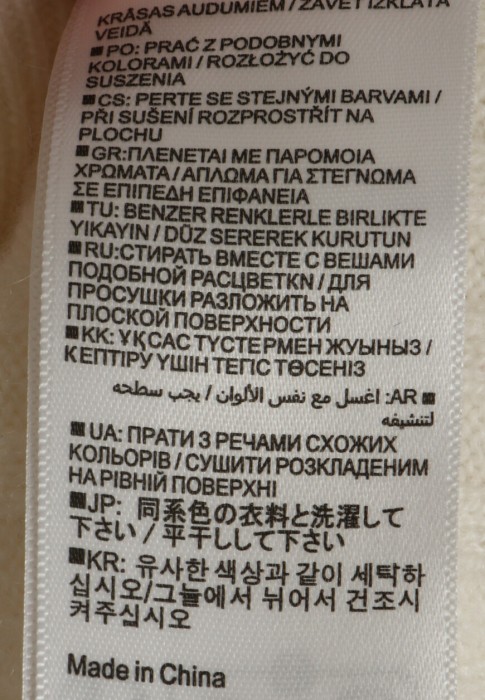 KRĀSAS AUDUMIEM / ŽĀVĒT IZKLĀTĀ
VEIDĀ
PO: PRAĆ Z PODOBNYMI
KOLORAMI / ROZŁOŻYĆ DO
SUSZENIA
CS: PERTE SE STEJNÝMI BARVAMI /
PŘI SUŠENÍ ROZPROSTŘÍT NA
PLOCHU
GR:ΠΛΕΝΕΤΑΙ ΜΕ ΠΑΡΟΜΟΙΑ
ΧΡΩΜΑΤΑ / ΑΠΛΩΜΑ ΓΙΑ ΣΤΕΓΝΩΜΑ
ΣΕ ΕΠΙΠΕΔΗ ΕΠΙΦΑΝΕΙΑ
TU: BENZER RENKLERLE BIRLIKTE
YIKAYIN / DÜZ SEREREK KURUTUN
RU:СТИРАТЬ ВМЕСТЕ С ВЕЩАМИ
ПОДОБНОЙ РАСЦВЕТКN / ДЛЯ
ПРОСУШКИ РАЗЛОЖИТЬ НА
ПЛОСКОЙ ПОВЕРХНОСТИ
KK: ҰҚСАС ТҮСТЕРМЕН ЖУЫНЫЗ /
КЕПТІРУ ҮШІН ТЕГІС ТӨСЕНІЗ
AR: اغسل مع نفس الألوان / يجب سطحه
لتنشيفه
UA: ПРАТИ З РЕЧАМИ СХОЖИХ
КОЛЬОРІВ / СУШИТИ РОЗКЛАДЕНИМ
НА РІВНІЙ ПОВЕРХНІ
JP: 同系色の衣料と洗濯して
下さい / 平干しして下さい
KR: 유사한 색상과 같이 세탁하
십시오/그늘에서 뉘어서 건조시
켜주십시오
Made in China